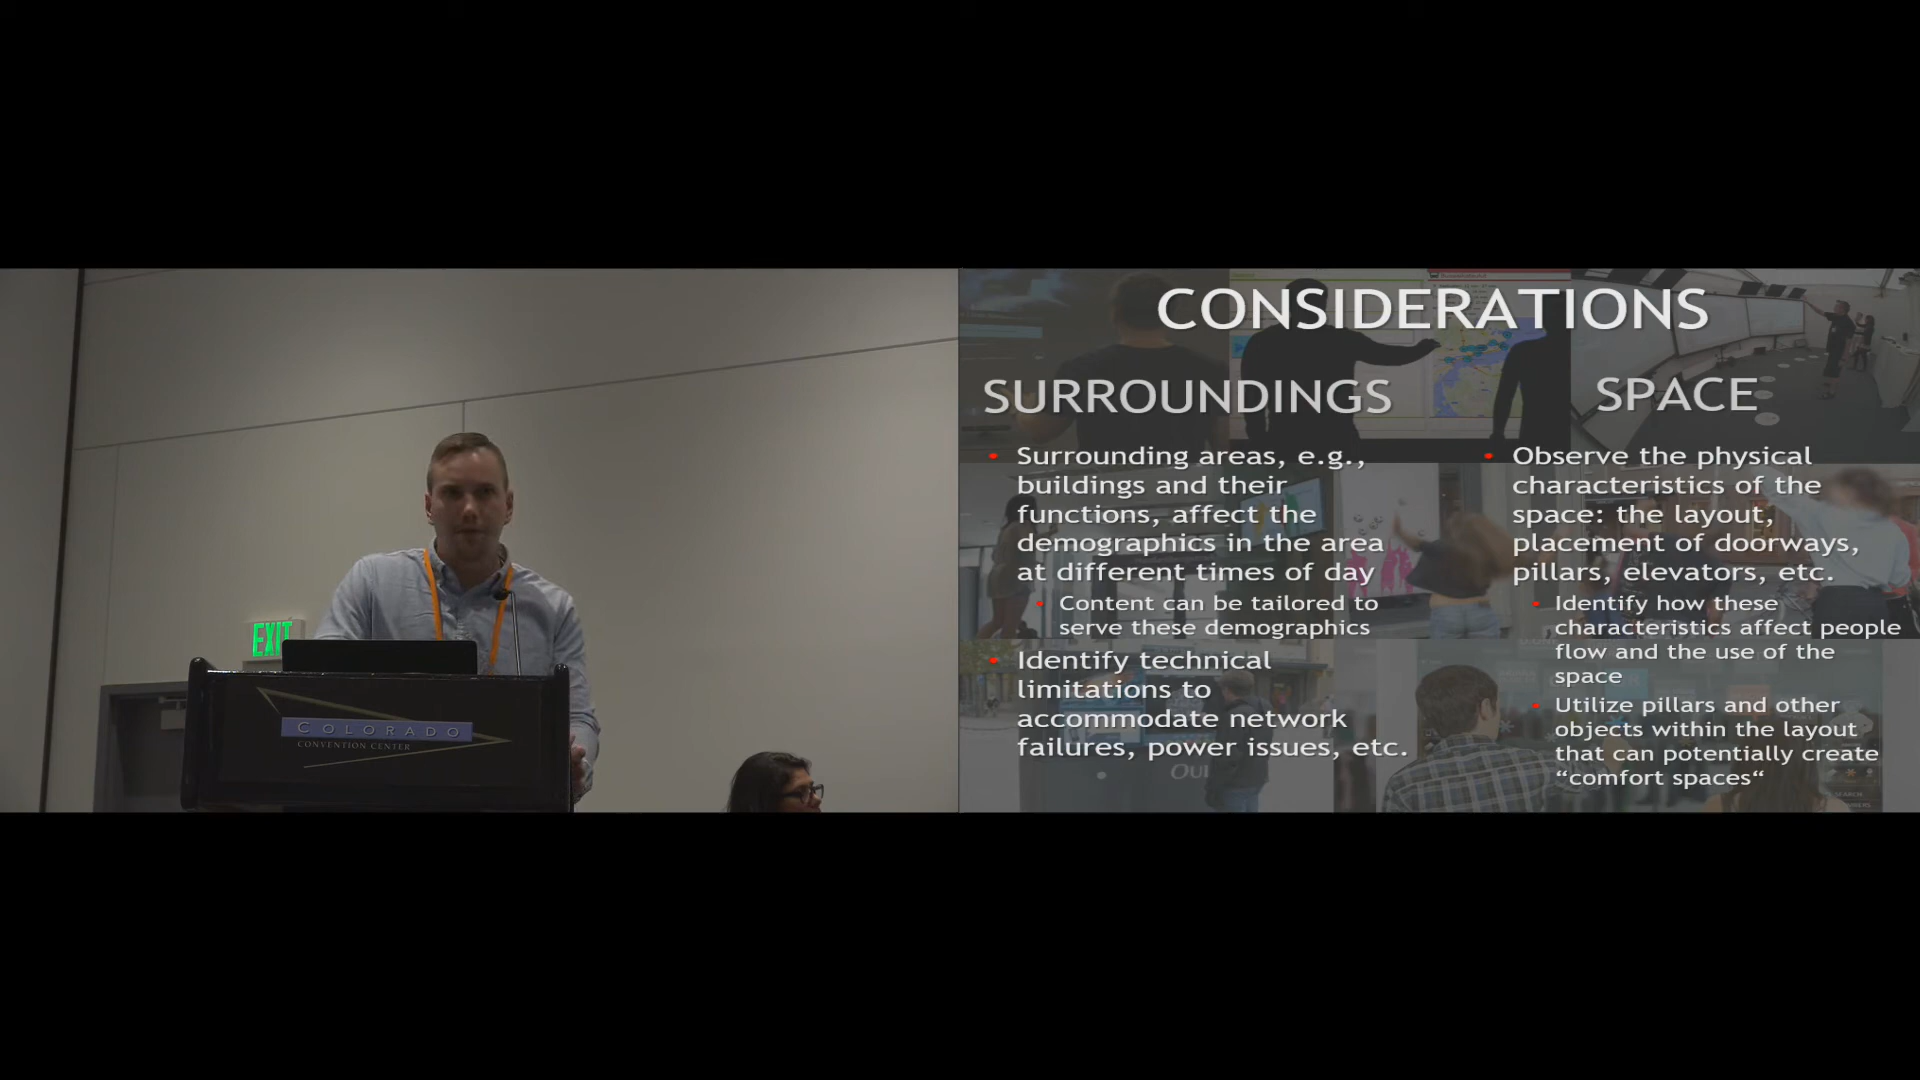 EXIT
COLORADO
CONVENTION CENTER
CONSIDERATIONS
SURROUNDINGS
• Surrounding areas, e.g.,
buildings and their
functions, affect the
demographics in the area
at different times of day
• Content can be tailored to
serve these demographics
• Identify technical
limitations to
accommodate network
failures, power issues, etc.
SPACE
• Observe the physical
characteristics of the
space: the layout,
placement of doorways,
pillars, elevators, etc.
• Identify how these
characteristics affect people
flow and the use of the
space
• Utilize pillars and other
objects within the layout
that can potentially create
“comfort spaces“